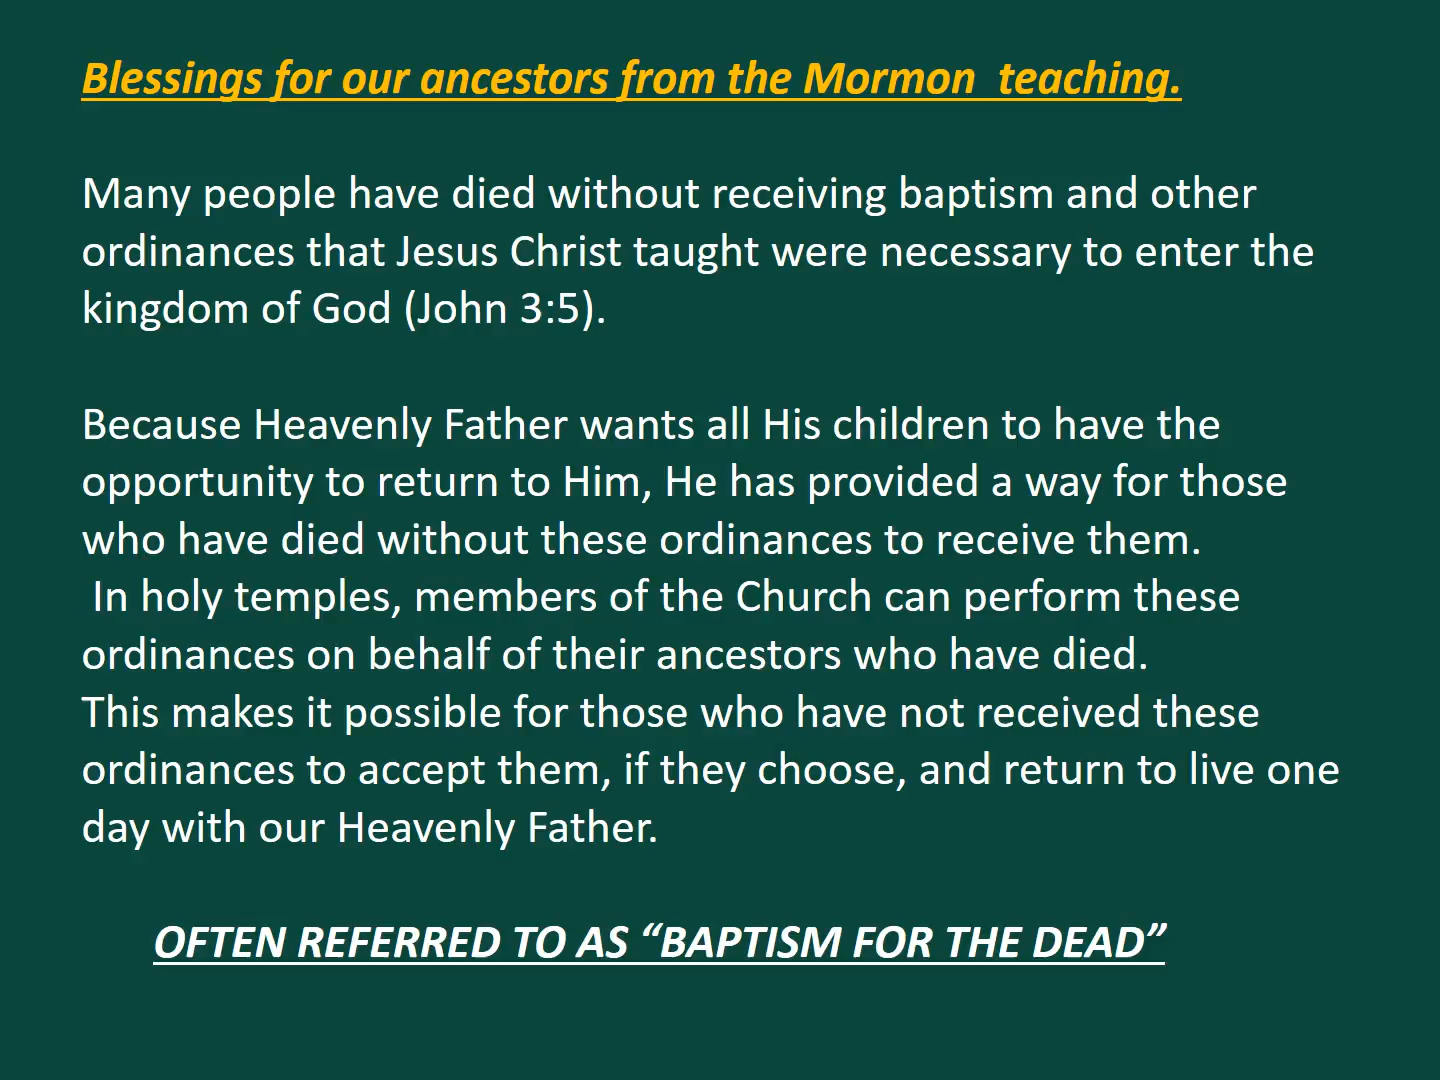 Blessings for our ancestors from the Mormon  teaching.
Many people have died without receiving baptism and other
ordinances that Jesus Christ taught were necessary to enter the
kingdom of God (John 3:5).
Because Heavenly Father wants all His children to have the
opportunity to return to Him, He has provided a way for those
who have died without these ordinances to receive them.
In holy temples, members of the Church can perform these
ordinances on behalf of their ancestors who have died.
This makes it possible for those who have not received these
ordinances to accept them, if they choose, and return to live one
day with our Heavenly Father.
OFTEN REFERRED TO AS “BAPTISM FOR THE DEAD”